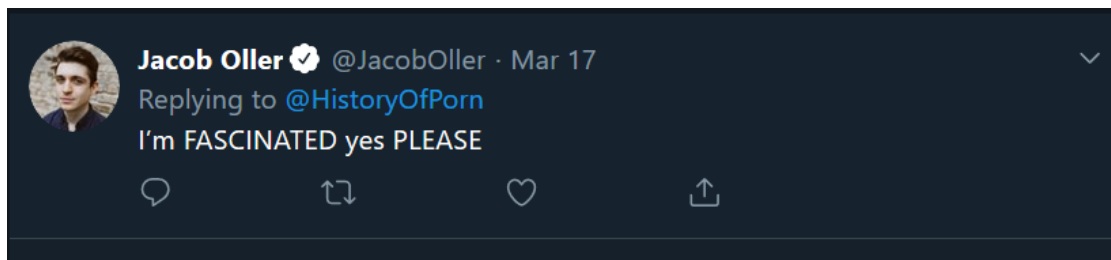 Jacob Oller @JacobOller · Mar 17
Replying to @HistoryOfPorn
I'm FASCINATED yes PLEASE